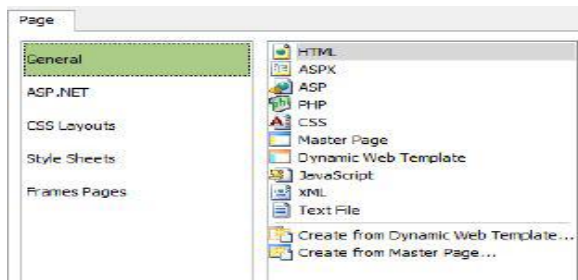 Page
General
ASP.NET
CSS Layouts
Style Sheets
Frames Pages
HTML
ASPX
ASP
PHP
CSS
Master Page
Dynamic Web Template
JavaScript
XML
Text File
Create from Dynamic Web Template...
Create from Master Page...